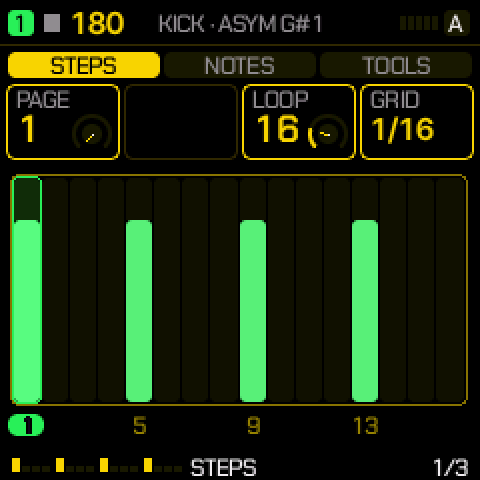 1 180 KICK · ASYM G#1 A
STEPS NOTES TOOLS
PAGE LOOP GRID
1 16 1/16
1 5 9 13
STEPS 1/3